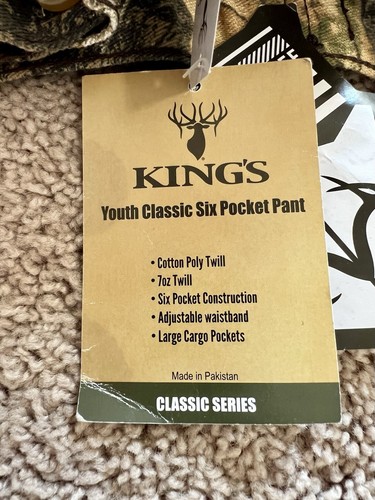 KING'S
Youth Classic Six Pocket Pant
• Cotton Poly Twill
• 7oz Twill
• Six Pocket Construction
• Adjustable waistband
• Large Cargo Pockets
Made in Pakistan
CLASSIC SERIES